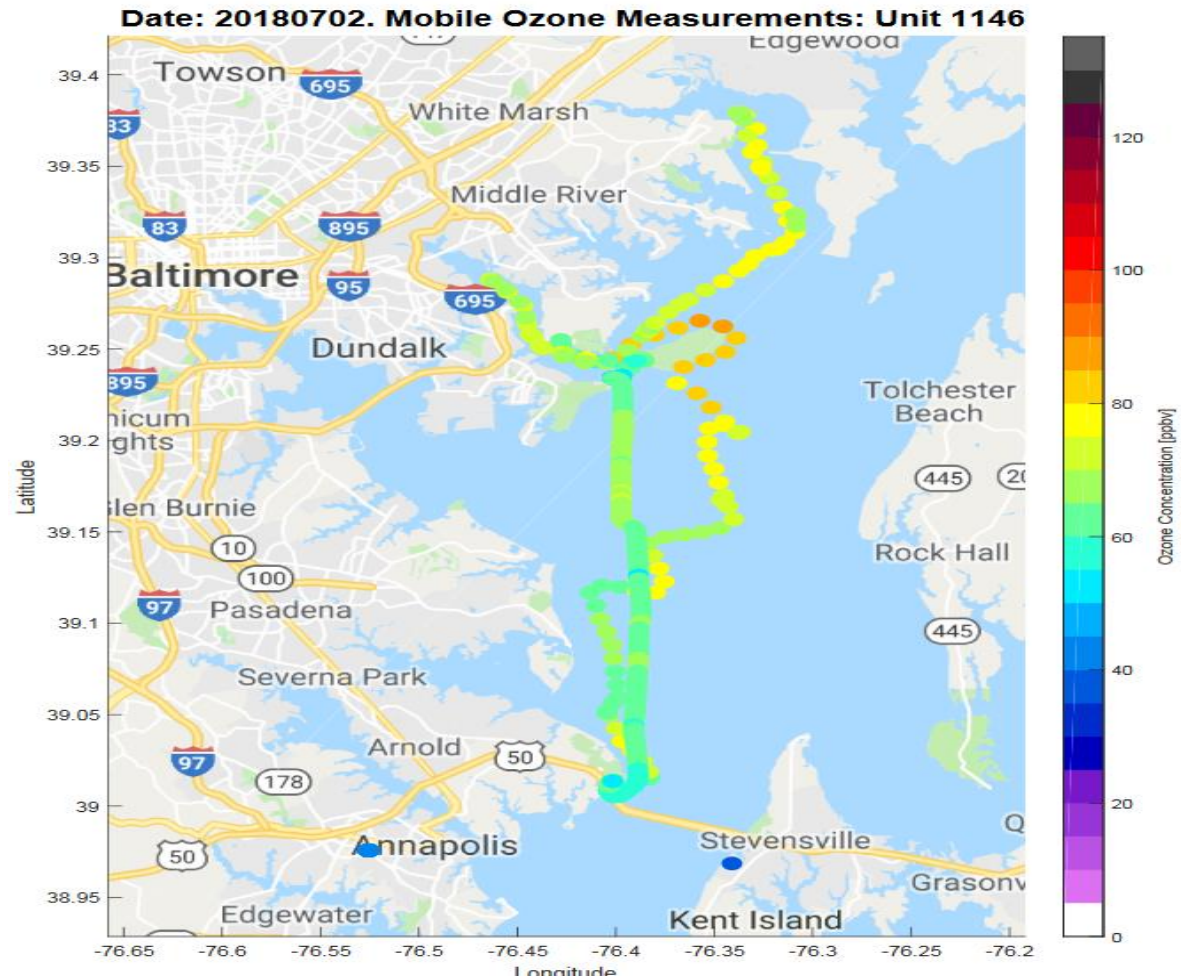 Date: 20180702. Mobile Ozone Measurements: Unit 1146
Edgewood
Towson
695
White Marsh
83
Middle River
83
895
Baltimore
95
695
Dundalk
895
nicum
ghts
Tolchester
Beach
445
20
Glen Burnie
10
Rock Hall
100
97
Pasadena
445
Severna Park
Arnold
50
97
178
50
Annapolis
Stevensville
Q
Grasonv
Edgewater
Kent Island
39.4
39.35
39.3
39.25
39.2
39.15
39.1
39.05
39
38.95
Latitude
-76.65 -76.6 -76.55 -76.5 -76.45 -76.4 -76.35 -76.3 -76.25 -76.2
Longitude
120
100
80
60
40
20
0
Ozone Concentration [ppbv]